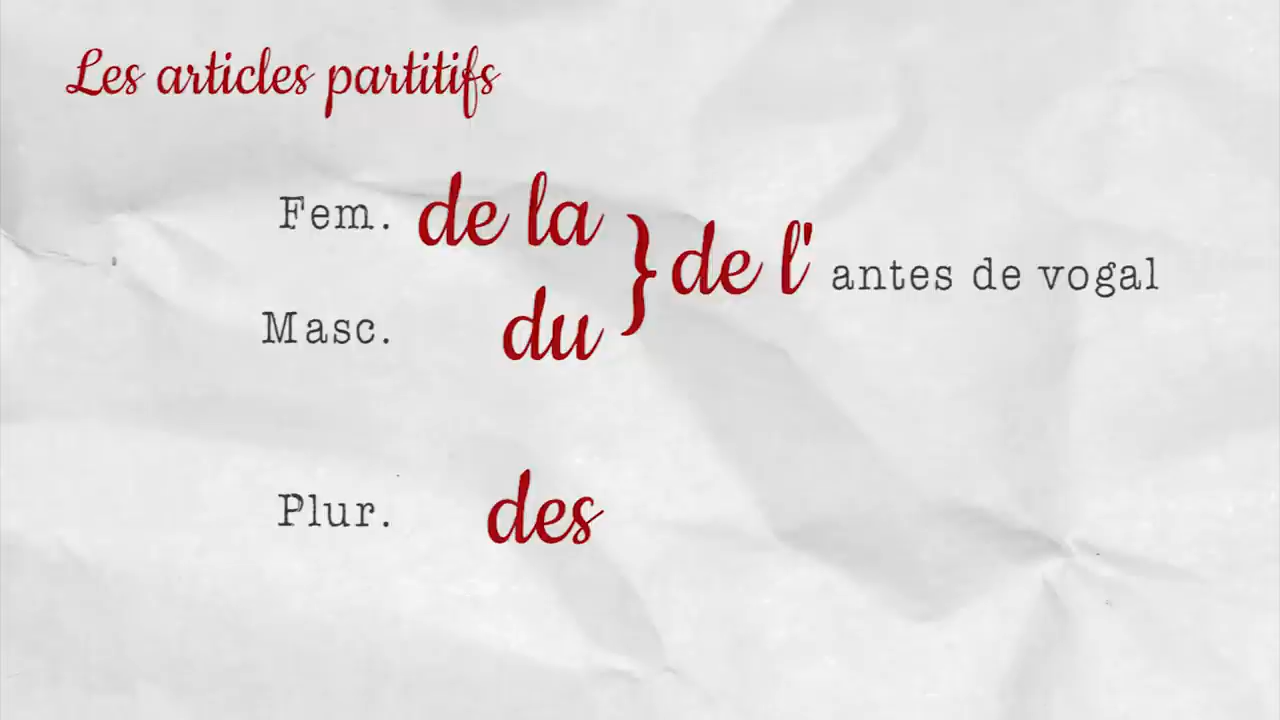 Les articles partitifs
Fem. de la
Masc. du
} de l' antes de vogal
Plur. des